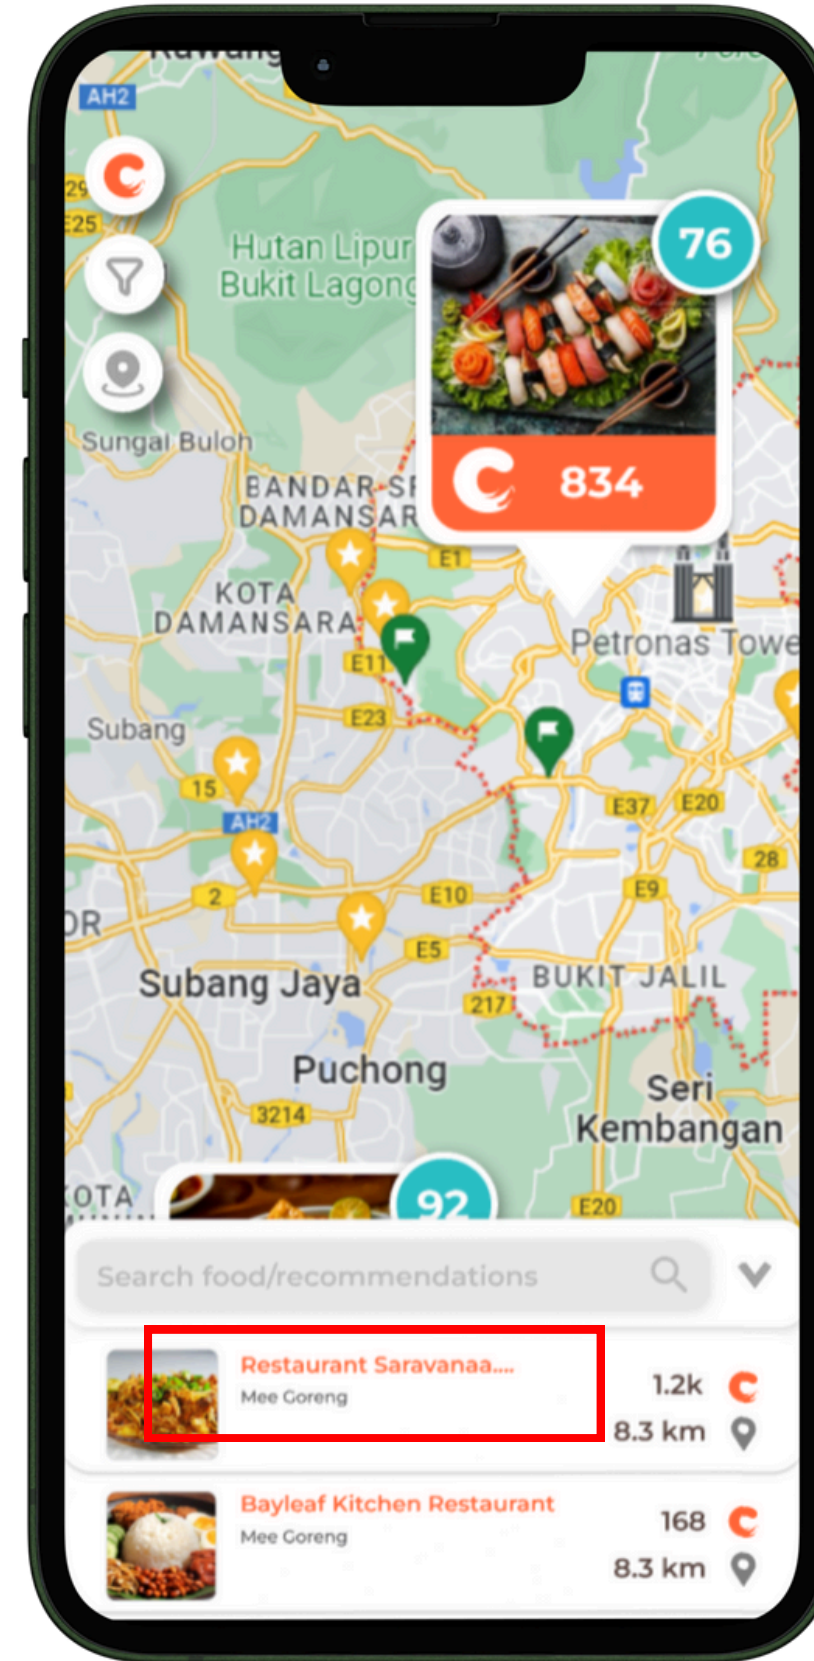 AH2
29
E25
Hutan Lipur
Bukit Lagong
76
Sungai Buloh
834
BANDAR SR
DAMANSAR
E1
KOTA
DAMANSARA
Petronas Towe
E11
E23
Subang
15
AH2
E37
E20
28
2
E10
E9
OR
E5
Subang Jaya
BUKIT JALIL
217
Puchong
Seri
Kembangan
3214
KOTA
92
E20
Search food/recommendations
Restaurant Saravanaa....
Mee Goreng
1.2k
8.3 km
Bayleaf Kitchen Restaurant
Mee Goreng
168
8.3 km